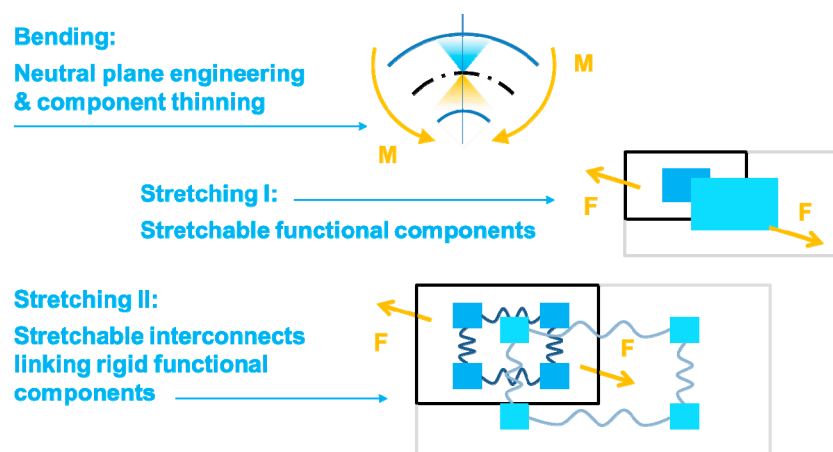 Bending:
Neutral plane engineering
& component thinning
M
M
Stretching I:
Stretchable functional components
F
F
Stretching II:
Stretchable interconnects
linking rigid functional
components
F
F